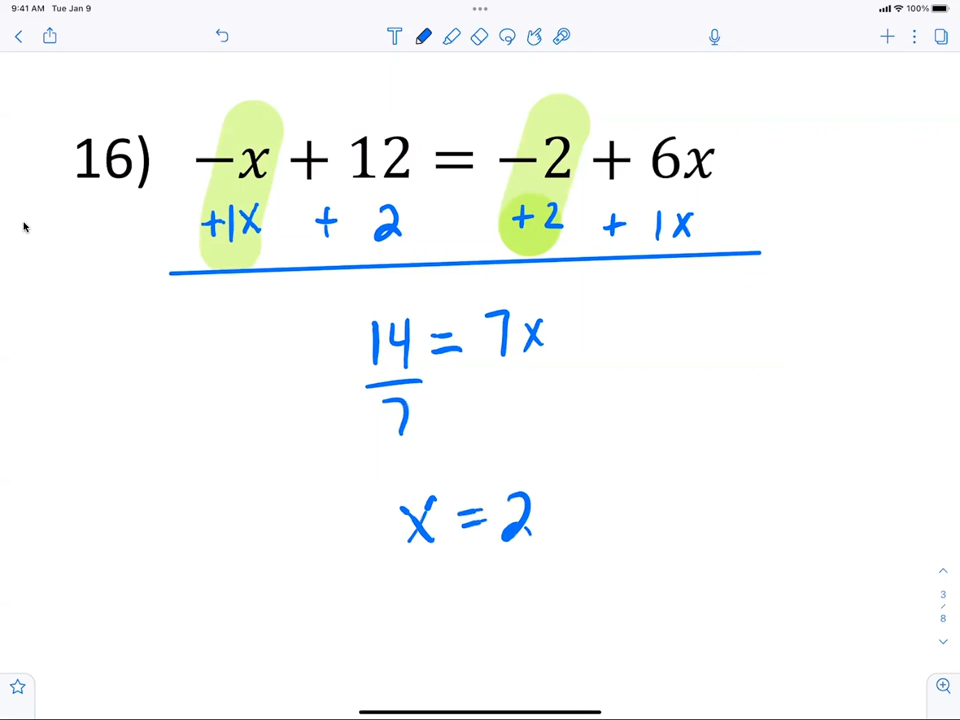 9:41 AM Tue Jan 9
100%
T
16) −x + 12 = −2 + 6x
+1x + 2 +2 + 1x
14 = 7x
7
x = 2
3
/
8